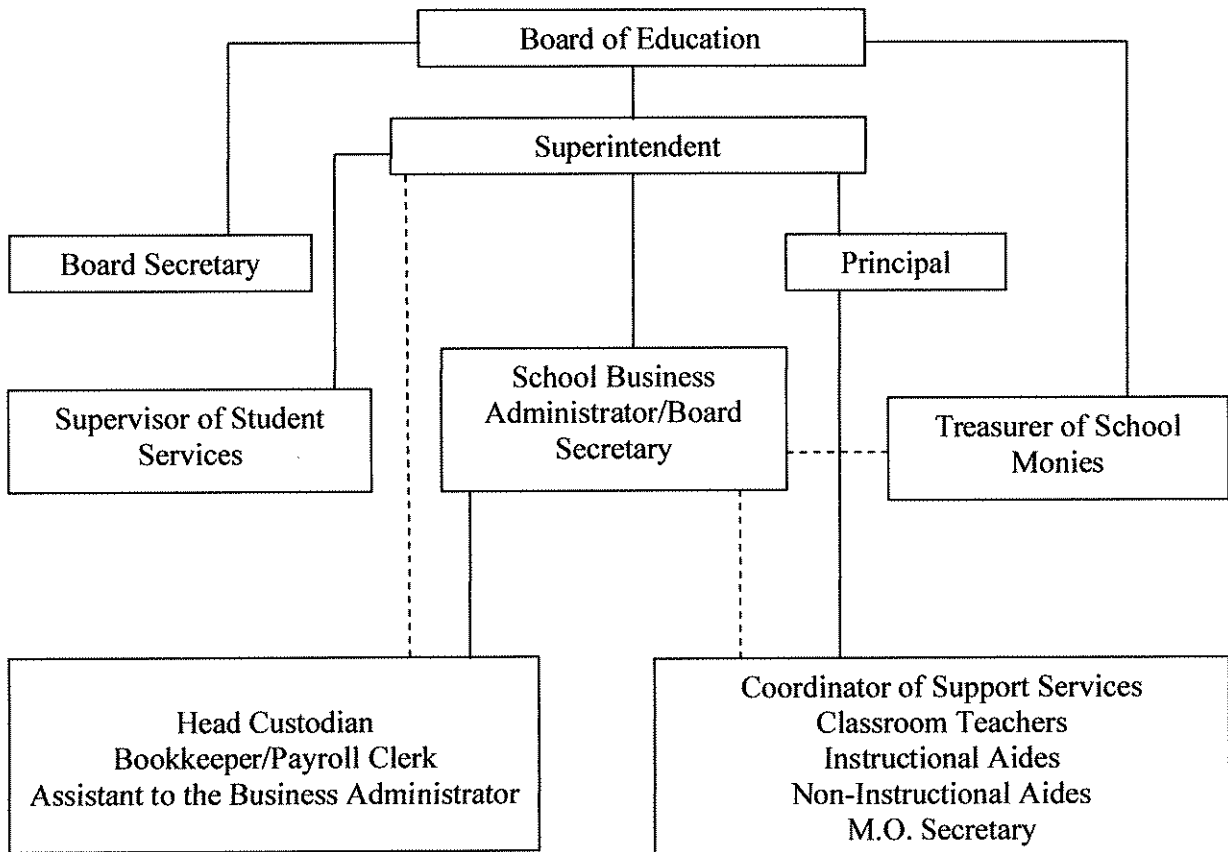 Board of Education
Superintendent
Board Secretary
Principal
School Business
Administrator/Board
Secretary
Supervisor of Student
Services
Treasurer of School
Monies
Head Custodian
Bookkeeper/Payroll Clerk
Assistant to the Business Administrator
Coordinator of Support Services
Classroom Teachers
Instructional Aides
Non-Instructional Aides
M.O. Secretary